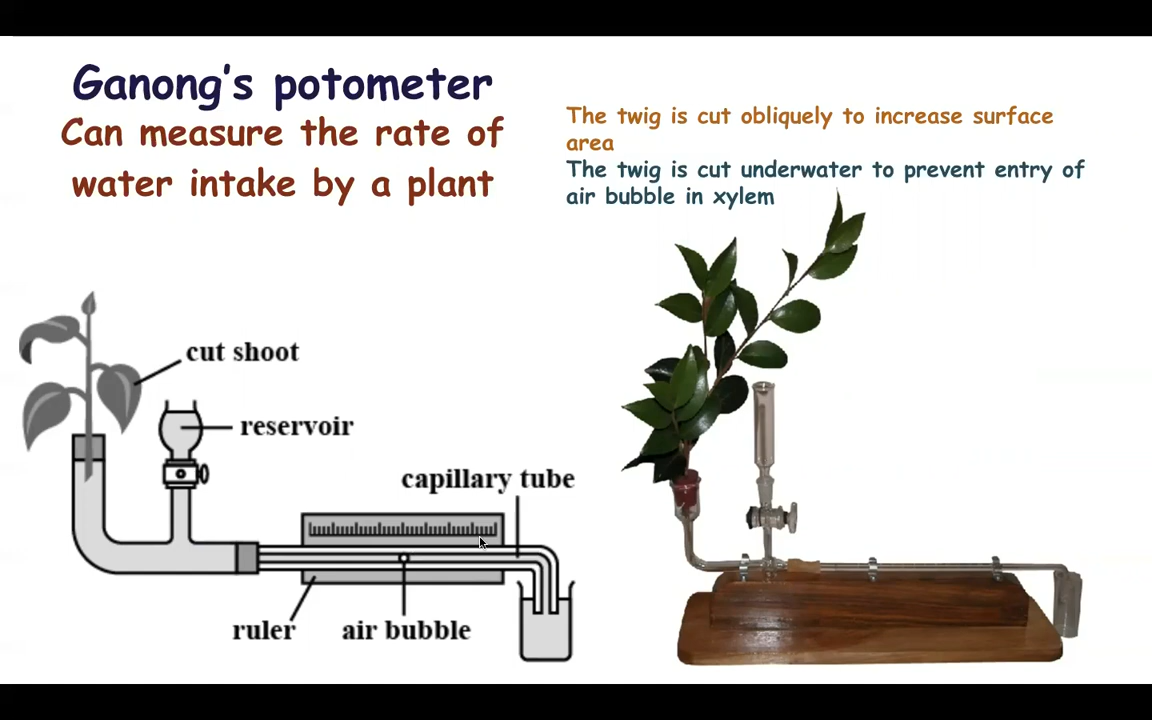 Ganong's potometer
Can measure the rate of
water intake by a plant
The twig is cut obliquely to increase surface
area
The twig is cut underwater to prevent entry of
air bubble in xylem
cut shoot
reservoir
capillary tube
ruler
air bubble